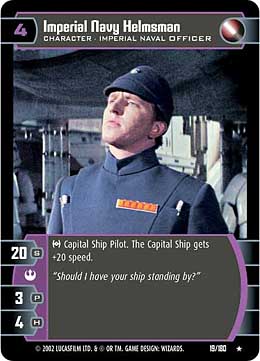 4 Imperial Navy Helmsman
CHARACTER - IMPERIAL NAVAL OFFICER
20 S
Capital Ship Pilot. The Capital Ship gets
+20 speed.
"Should I have your ship standing by?"
3 P
4 H
© 2002 LUCASFILM LTD. & ® OR TM. GAME DESIGN: WIZARDS. 19/180 ★